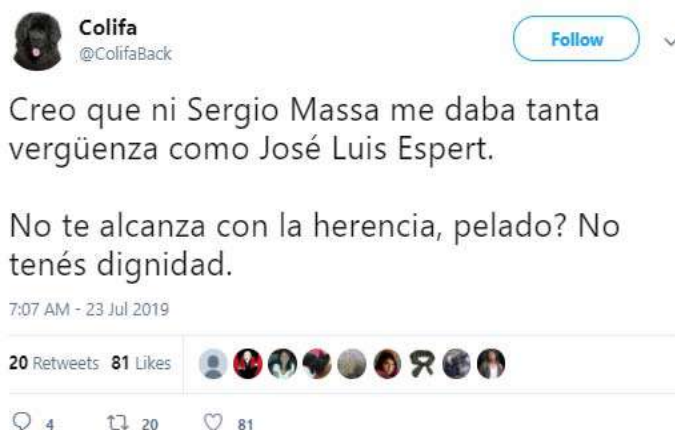 Colifa
@ColifaBack
Follow
Creo que ni Sergio Massa me daba tanta
vergüenza como José Luis Espert.
No te alcanza con la herencia, pelado? No
tenés dignidad.
7:07 AM - 23 Jul 2019
20 Retweets 81 Likes
4 20 81